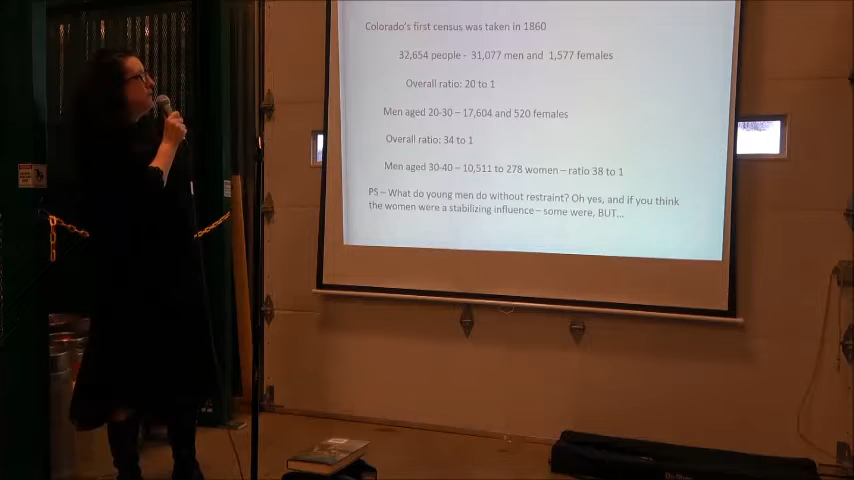 Colorado's first census was taken in 1860
32,654 people - 31,077 men and 1,577 females
Overall ratio: 20 to 1
Men aged 20-30 – 17,604 and 520 females
Overall ratio: 34 to 1
Men aged 30-40 – 10,511 to 278 women – ratio 38 to 1
PS – What do young men do without restraint? Oh yes, and if you think
the women were a stabilizing influence – some were, BUT...